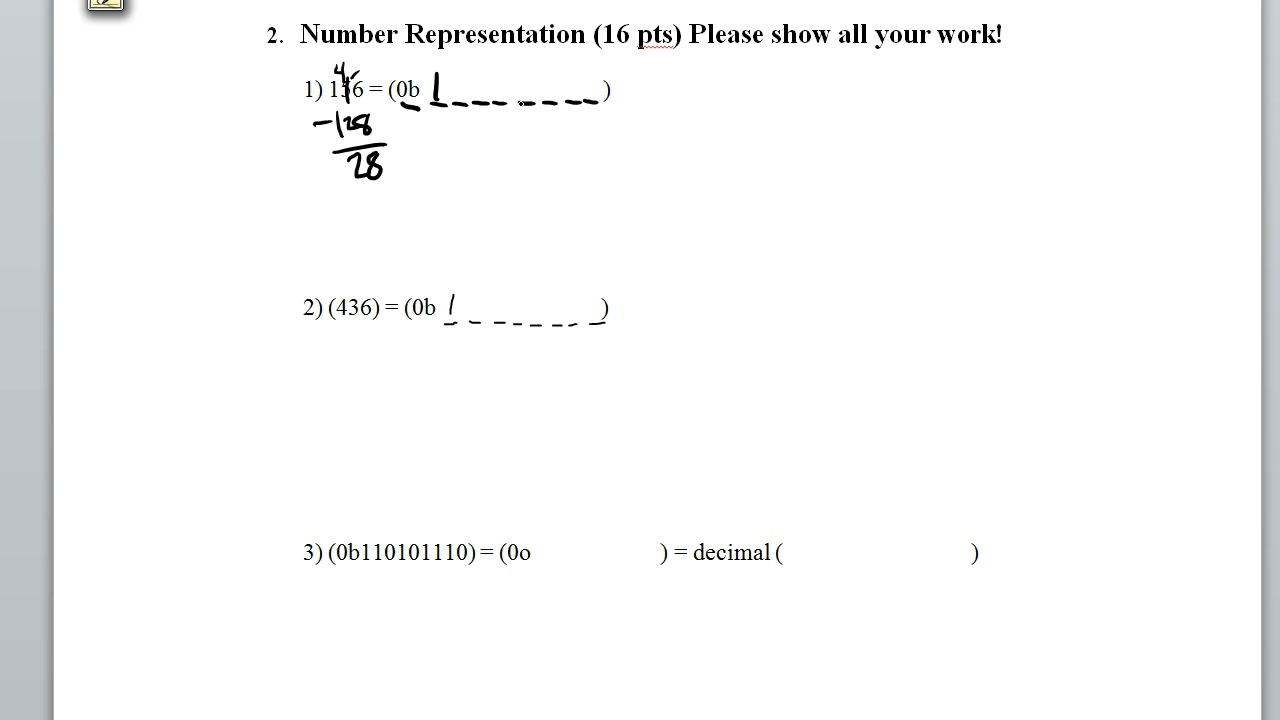 2. Number Representation (16 pts) Please show all your work!
4
1) 156 = (0b 1 _ _ _ _ _ _ _ )
-128
28
2) (436) = (0b 1 _ _ _ _ _ _ )
3) (0b110101110) = (0o ) = decimal ( )